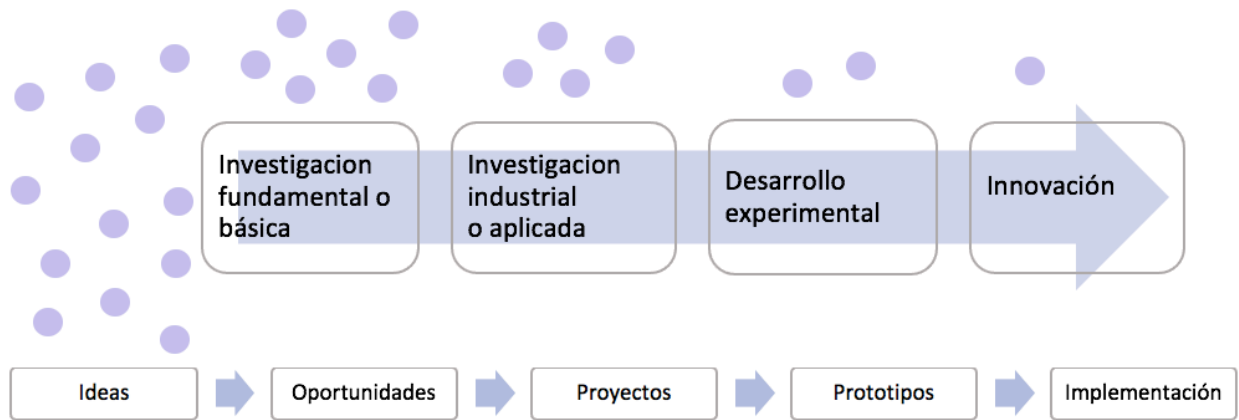 Investigacion
fundamental o
básica
Investigacion
industrial
o aplicada
Desarrollo
experimental
Innovación
Ideas
Oportunidades
Proyectos
Prototipos
Implementación